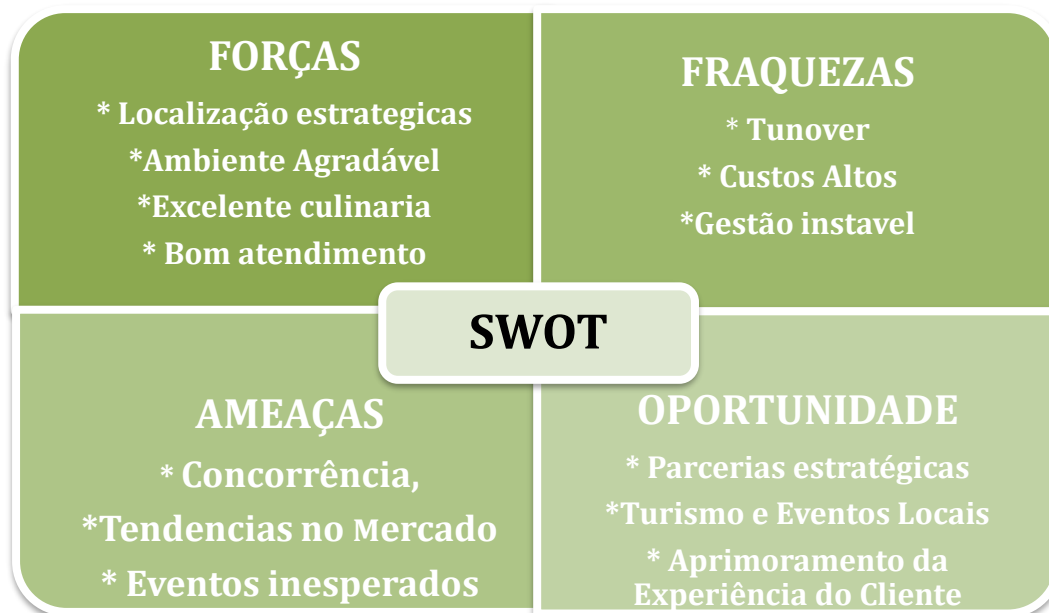 FORÇAS
* Localização estrategicas
*Ambiente Agradável
*Excelente culinaria
* Bom atendimento
FRAQUEZAS
* Tunover
* Custos Altos
*Gestão instavel
SWOT
AMEAÇAS
* Concorrência,
*Tendencias no Mercado
* Eventos inesperados
OPORTUNIDADE
* Parcerias estratégicas
*Turismo e Eventos Locais
* Aprimoramento da
Experiência do Cliente